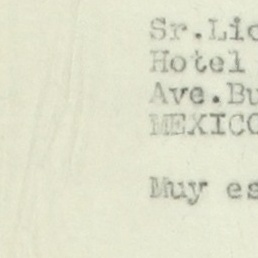 Sr.Lic
Hotel
Ave.Bu
MEXICO
Muy es